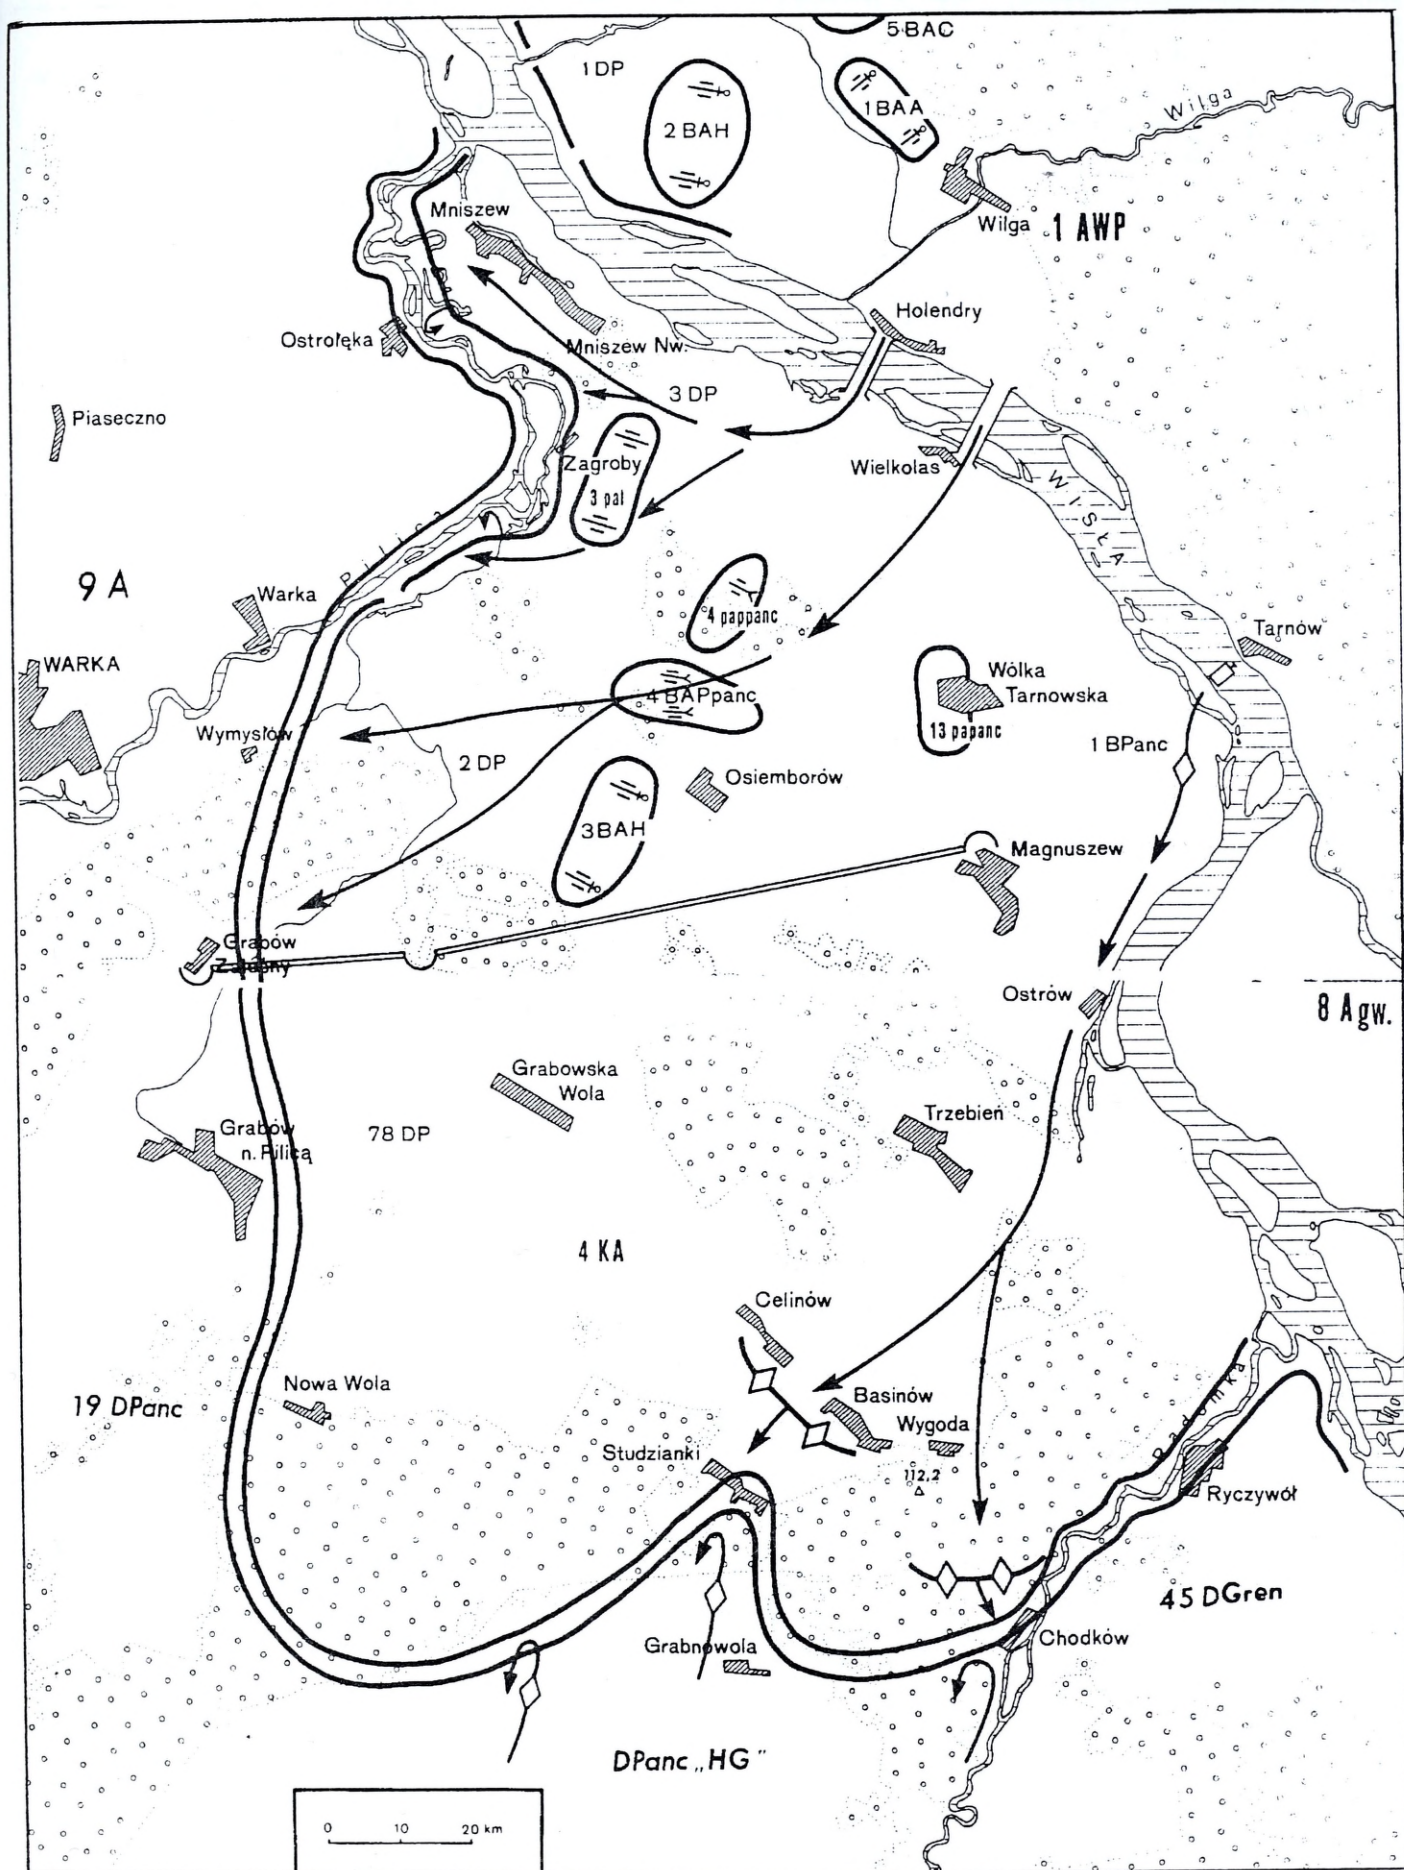 5 BAC
1 DP
1 BAA
Wilga
2 BAH
Mniszew
Wilga
1 AWP
Holendry
Ostrołęka
Mniszew Nw.
3 DP
Piaseczno
Zagroby
Wielkolas
3 pal
WISŁA
9 A
Warka
4 pappanc
Tarnów
WARKA
Wólka
Tarnowska
4 BAPpanc
13 papanc
Wymysłów
1 BPanc
2 DP
Osiemborów
3 BAH
Magnuszew
Grabów
Zaleśny
Ostrów
8 Agw.
Grabowska
Wola
Trzebień
Grabów
n. Pilicą
78 DP
4 KA
Celinów
Nowa Wola
19 DPanc
Basinów
Wygoda
Radomka
Studzianki
112,2
Ryczywół
45 DGren
Grabnowola
Chodków
DPanc „HG"
0 10 20 km